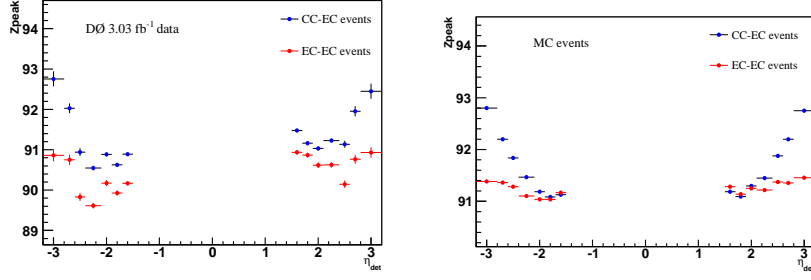 Zpeak
94
93
92
91
90
89
DØ 3.03 fb⁻¹ data
CC-EC events
EC-EC events
-3 -2 -1 0 1 2 3
η_det
Zpeak
94
93
92
91
MC events
CC-EC events
EC-EC events
-3 -2 -1 0 1 2 3
η_det